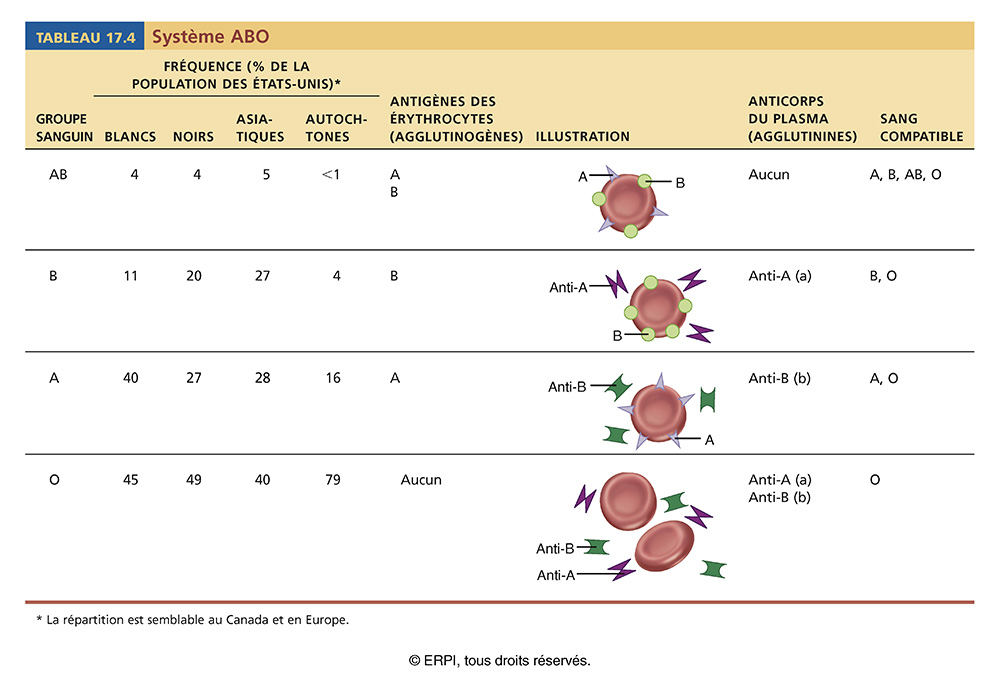 TABLEAU 17.4 Système ABO
FRÉQUENCE (% DE LA
POPULATION DES ÉTATS-UNIS)*
GROUPE
SANGUIN
BLANCS
NOIRS
ASIA-
TIQUES
AUTOCH-
TONES
ANTIGÈNES DES
ÉRYTHROCYTES
(AGGLUTINOGÈNES)
ILLUSTRATION
ANTICORPS
DU PLASMA
(AGGLUTININES)
SANG
COMPATIBLE
AB 4 4 5 <1 A Aucun A, B, AB, O
B
A
B
B 11 20 27 4 B Anti-A (a) B, O
Anti-A
B
A 40 27 28 16 A Anti-B (b) A, O
Anti-B
A
O 45 49 40 79 Aucun Anti-A (a) O
Anti-B (b)
Anti-B
Anti-A
* La répartition est semblable au Canada et en Europe.
© ERPI, tous droits réservés.